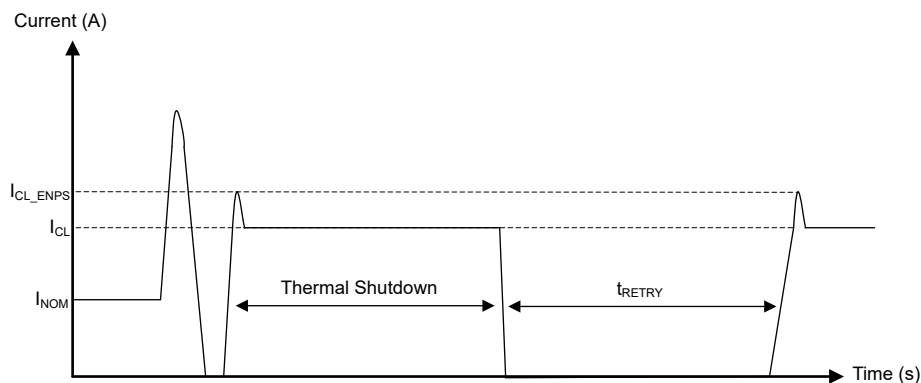 Current (A)
I_CL_ENPS
I_CL
I_NOM
Thermal Shutdown
t_RETRY
Time (s)